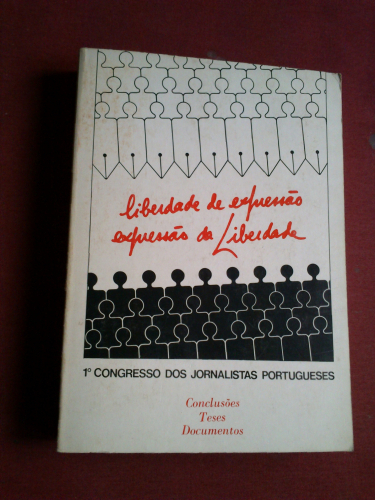 liberdade de expressão
expressão da Liberdade
1º CONGRESSO DOS JORNALISTAS PORTUGUESES
Conclusões
Teses
Documentos